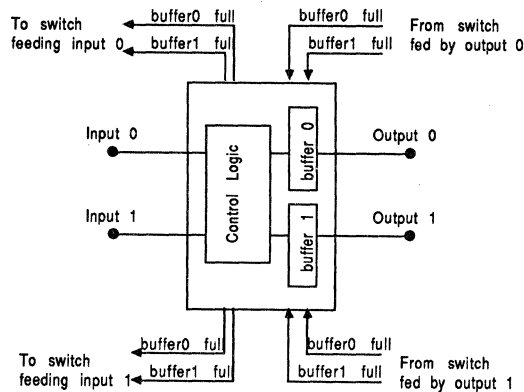 To switch
feeding input 0
buffer0 full
buffer1 full
buffer0 full
buffer1 full
From switch
fed by output 0
Input 0
Input 1
Control Logic
buffer 0
buffer 1
Output 0
Output 1
To switch
feeding input 1
buffer0 full
buffer1 full
buffer0 full
buffer1 full
From switch
fed by output 1